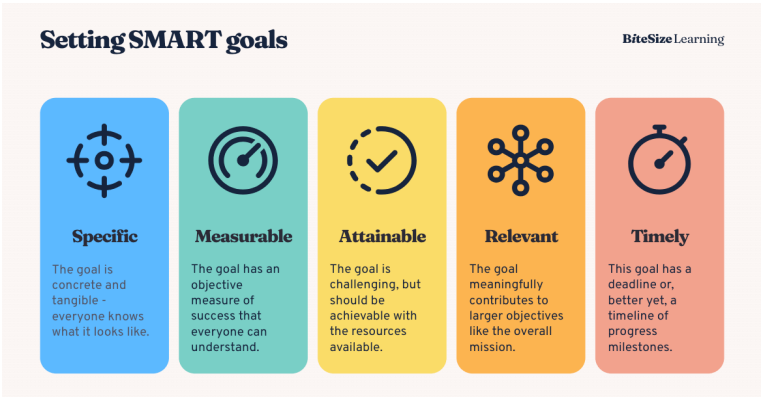 Setting SMART goals
BiteSize Learning
Specific
The goal is
concrete and
tangible -
everyone knows
what it looks like.
Measurable
The goal has an
objective
measure of
success that
everyone can
understand.
Attainable
The goal is
challenging, but
should be
achievable with
the resources
available.
Relevant
The goal
meaningfully
contributes to
larger objectives
like the overall
mission.
Timely
This goal has a
deadline or,
better yet, a
timeline of
progress
milestones.